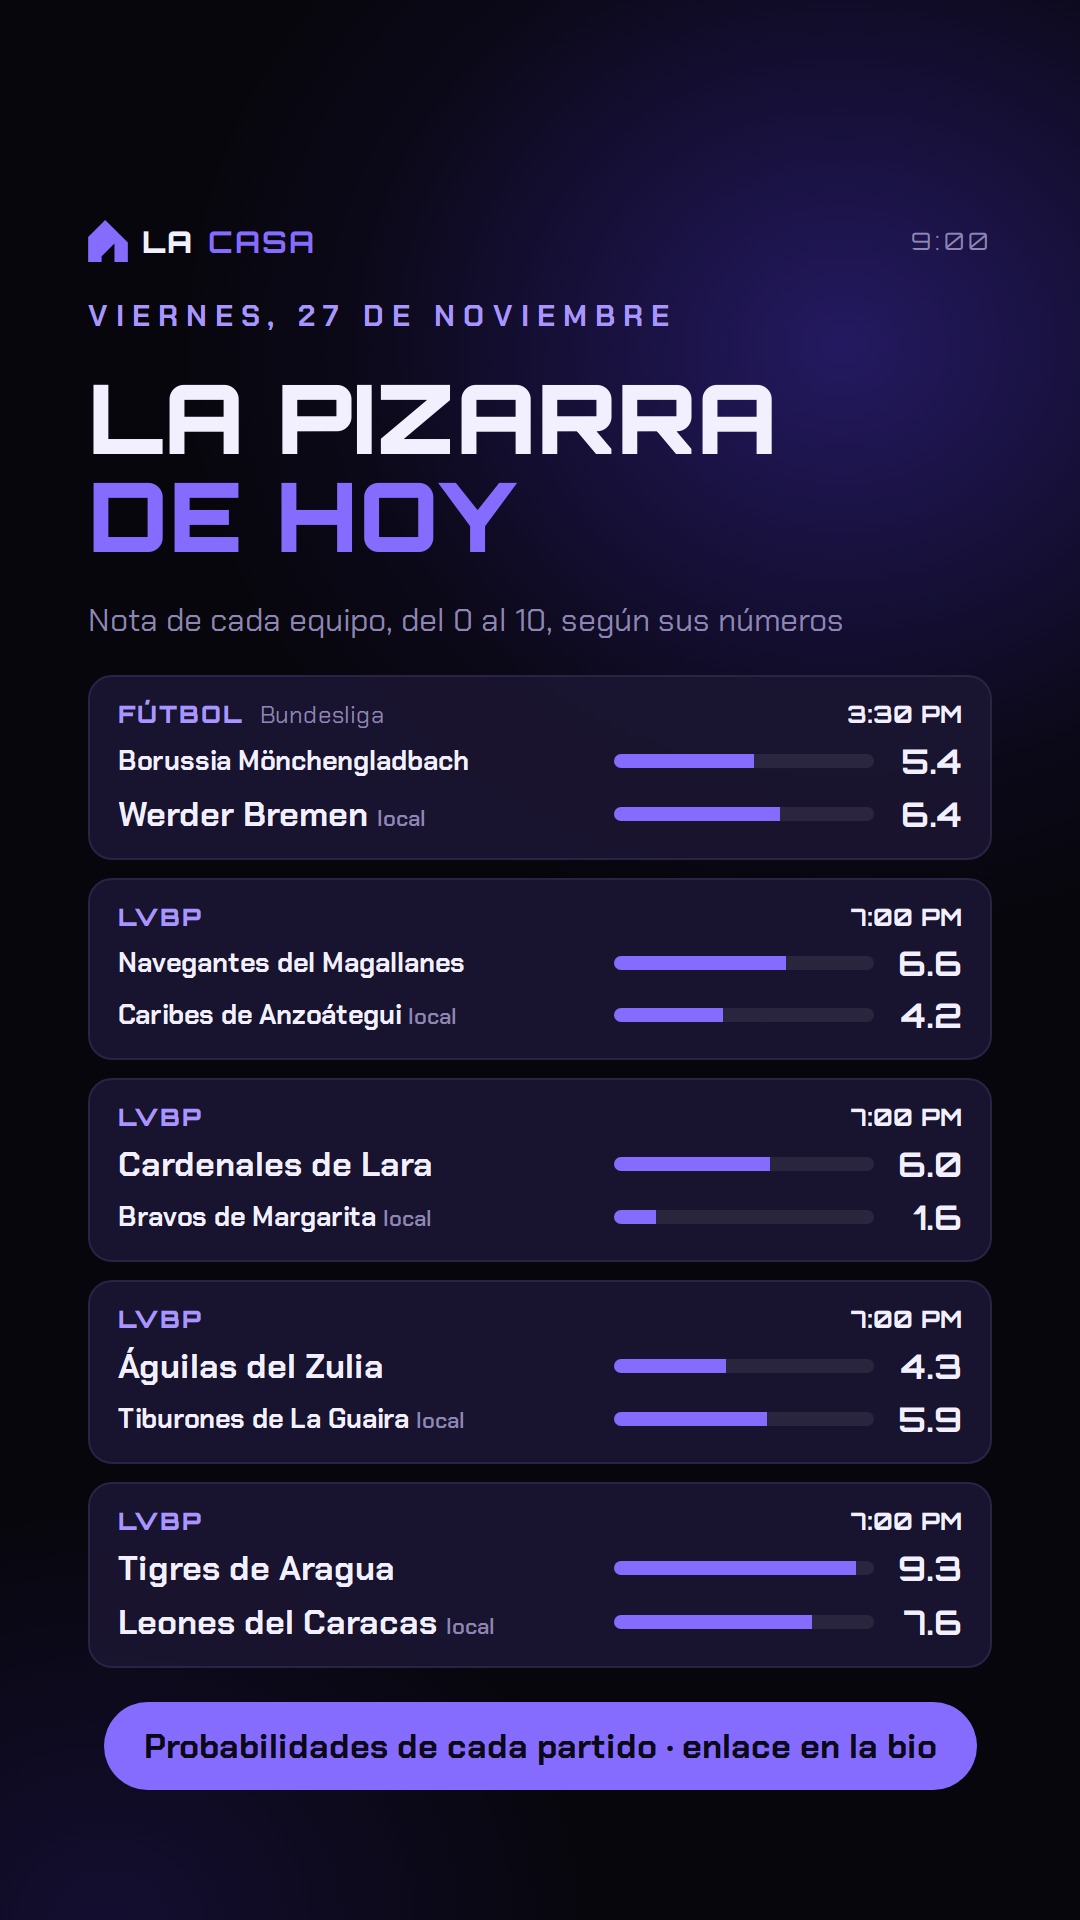 LA CASA
9:00
VIERNES, 27 DE NOVIEMBRE
LA PIZARRA
DE HOY
Nota de cada equipo, del 0 al 10, según sus números
FÚTBOL Bundesliga 3:30 PM
Borussia Mönchengladbach 5.4
Werder Bremen local 6.4
LVBP 7:00 PM
Navegantes del Magallanes 6.6
Caribes de Anzoátegui local 4.2
LVBP 7:00 PM
Cardenales de Lara 6.0
Bravos de Margarita local 1.6
LVBP 7:00 PM
Águilas del Zulia 4.3
Tiburones de La Guaira local 5.9
LVBP 7:00 PM
Tigres de Aragua 9.3
Leones del Caracas local 7.6
Probabilidades de cada partido · enlace en la bio